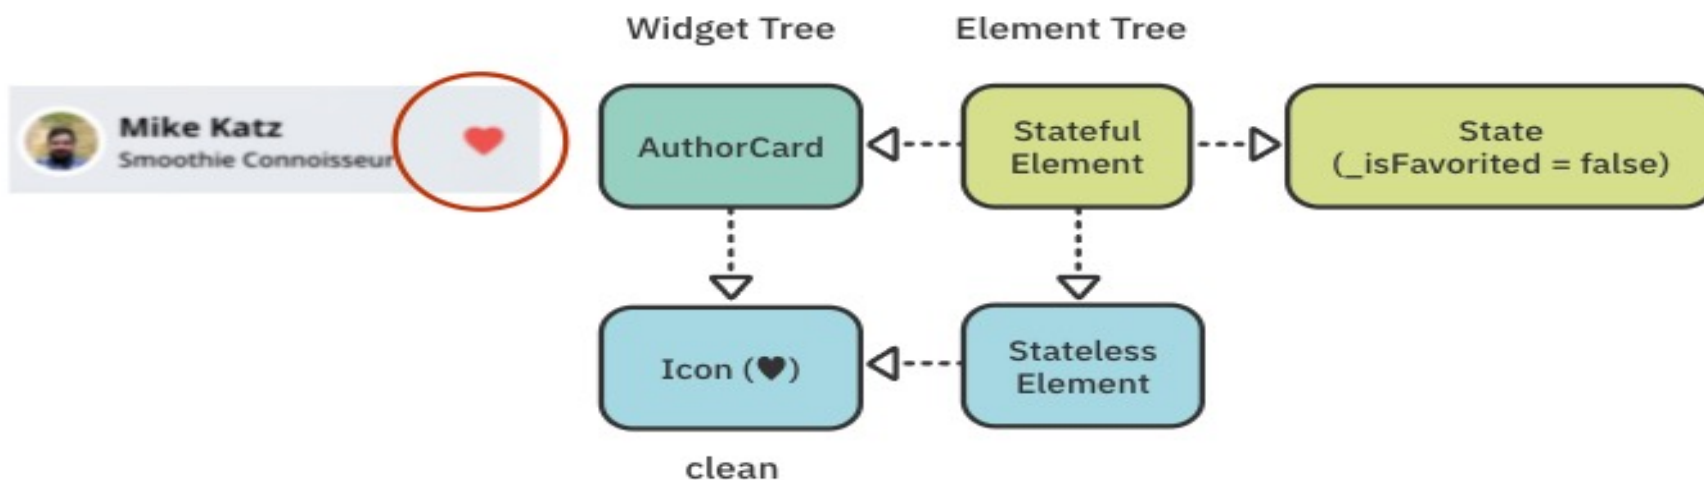 Widget Tree
Element Tree
Mike Katz
Smoothie Connoisseur
AuthorCard
Stateful
Element
State
(_isFavorited = false)
Icon (♥)
Stateless
Element
clean